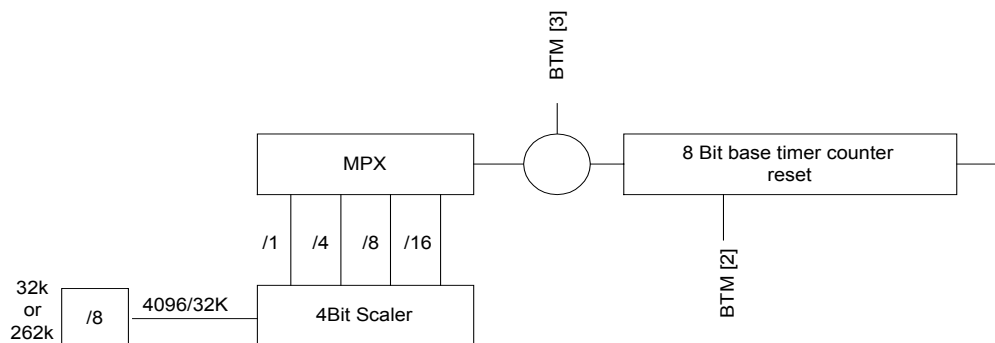 BTM [3]
MPX
8 Bit base timer counter
reset
/1
/4
/8
/16
BTM [2]
32k
or
262k
/8
4096/32K
4Bit Scaler